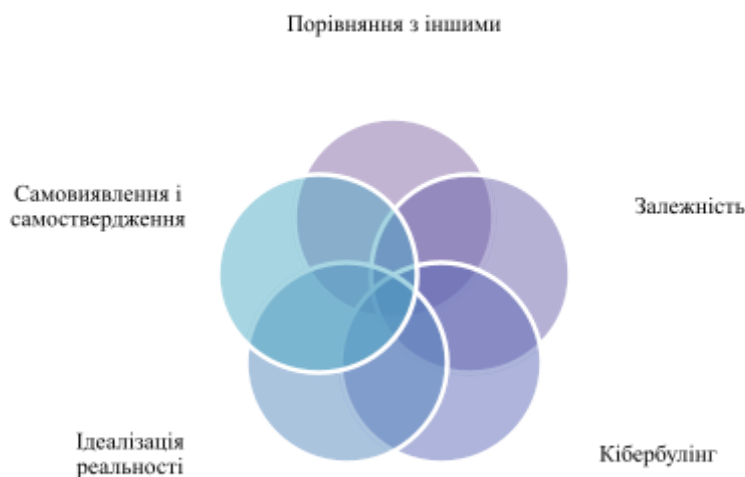 Порівняння з іншими
Самовиявлення і
самоствердження
Залежність
Ідеалізація
реальності
Кібербулінг